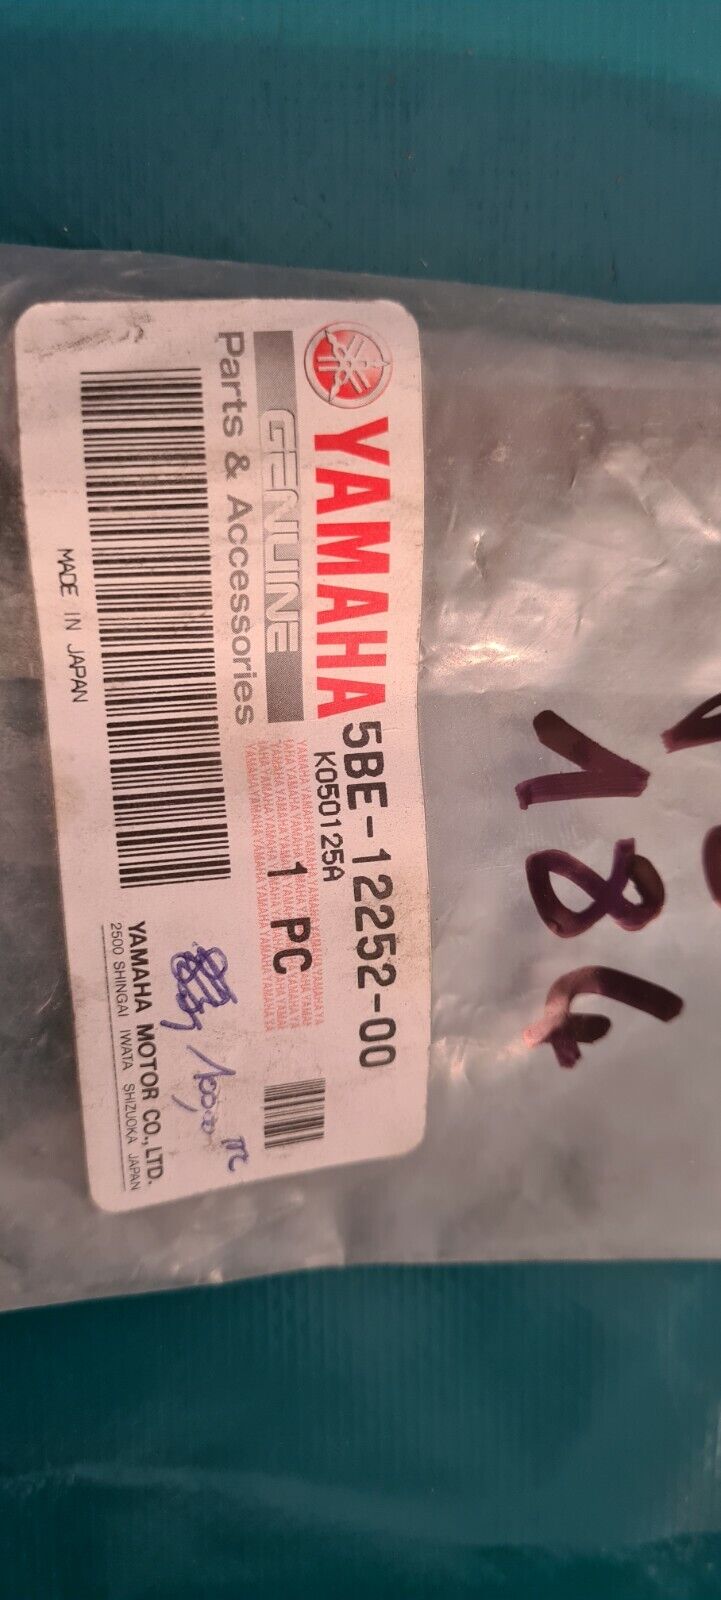 YAMAHA
GENUINE
Parts & Accessories
5BE-12252-00
K050125A
1 PC
MADE IN JAPAN
YAMAHA MOTOR CO., LTD.
2500 SHINGAI IWATA SHIZUOKA JAPAN
184